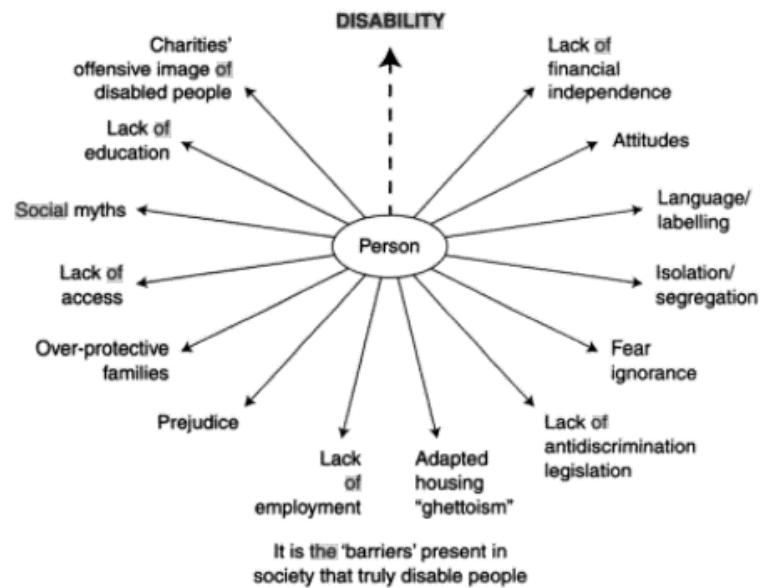 DISABILITY
Charities'
offensive image of
disabled people
Lack of
financial
independence
Lack of
education
Attitudes
Social myths
Language/
labelling
Person
Lack of
access
Isolation/
segregation
Over-protective
families
Fear
ignorance
Prejudice
Lack of
antidiscrimination
legislation
Lack
of
employment
Adapted
housing
"ghettoism"
It is the 'barriers' present in
society that truly disable people